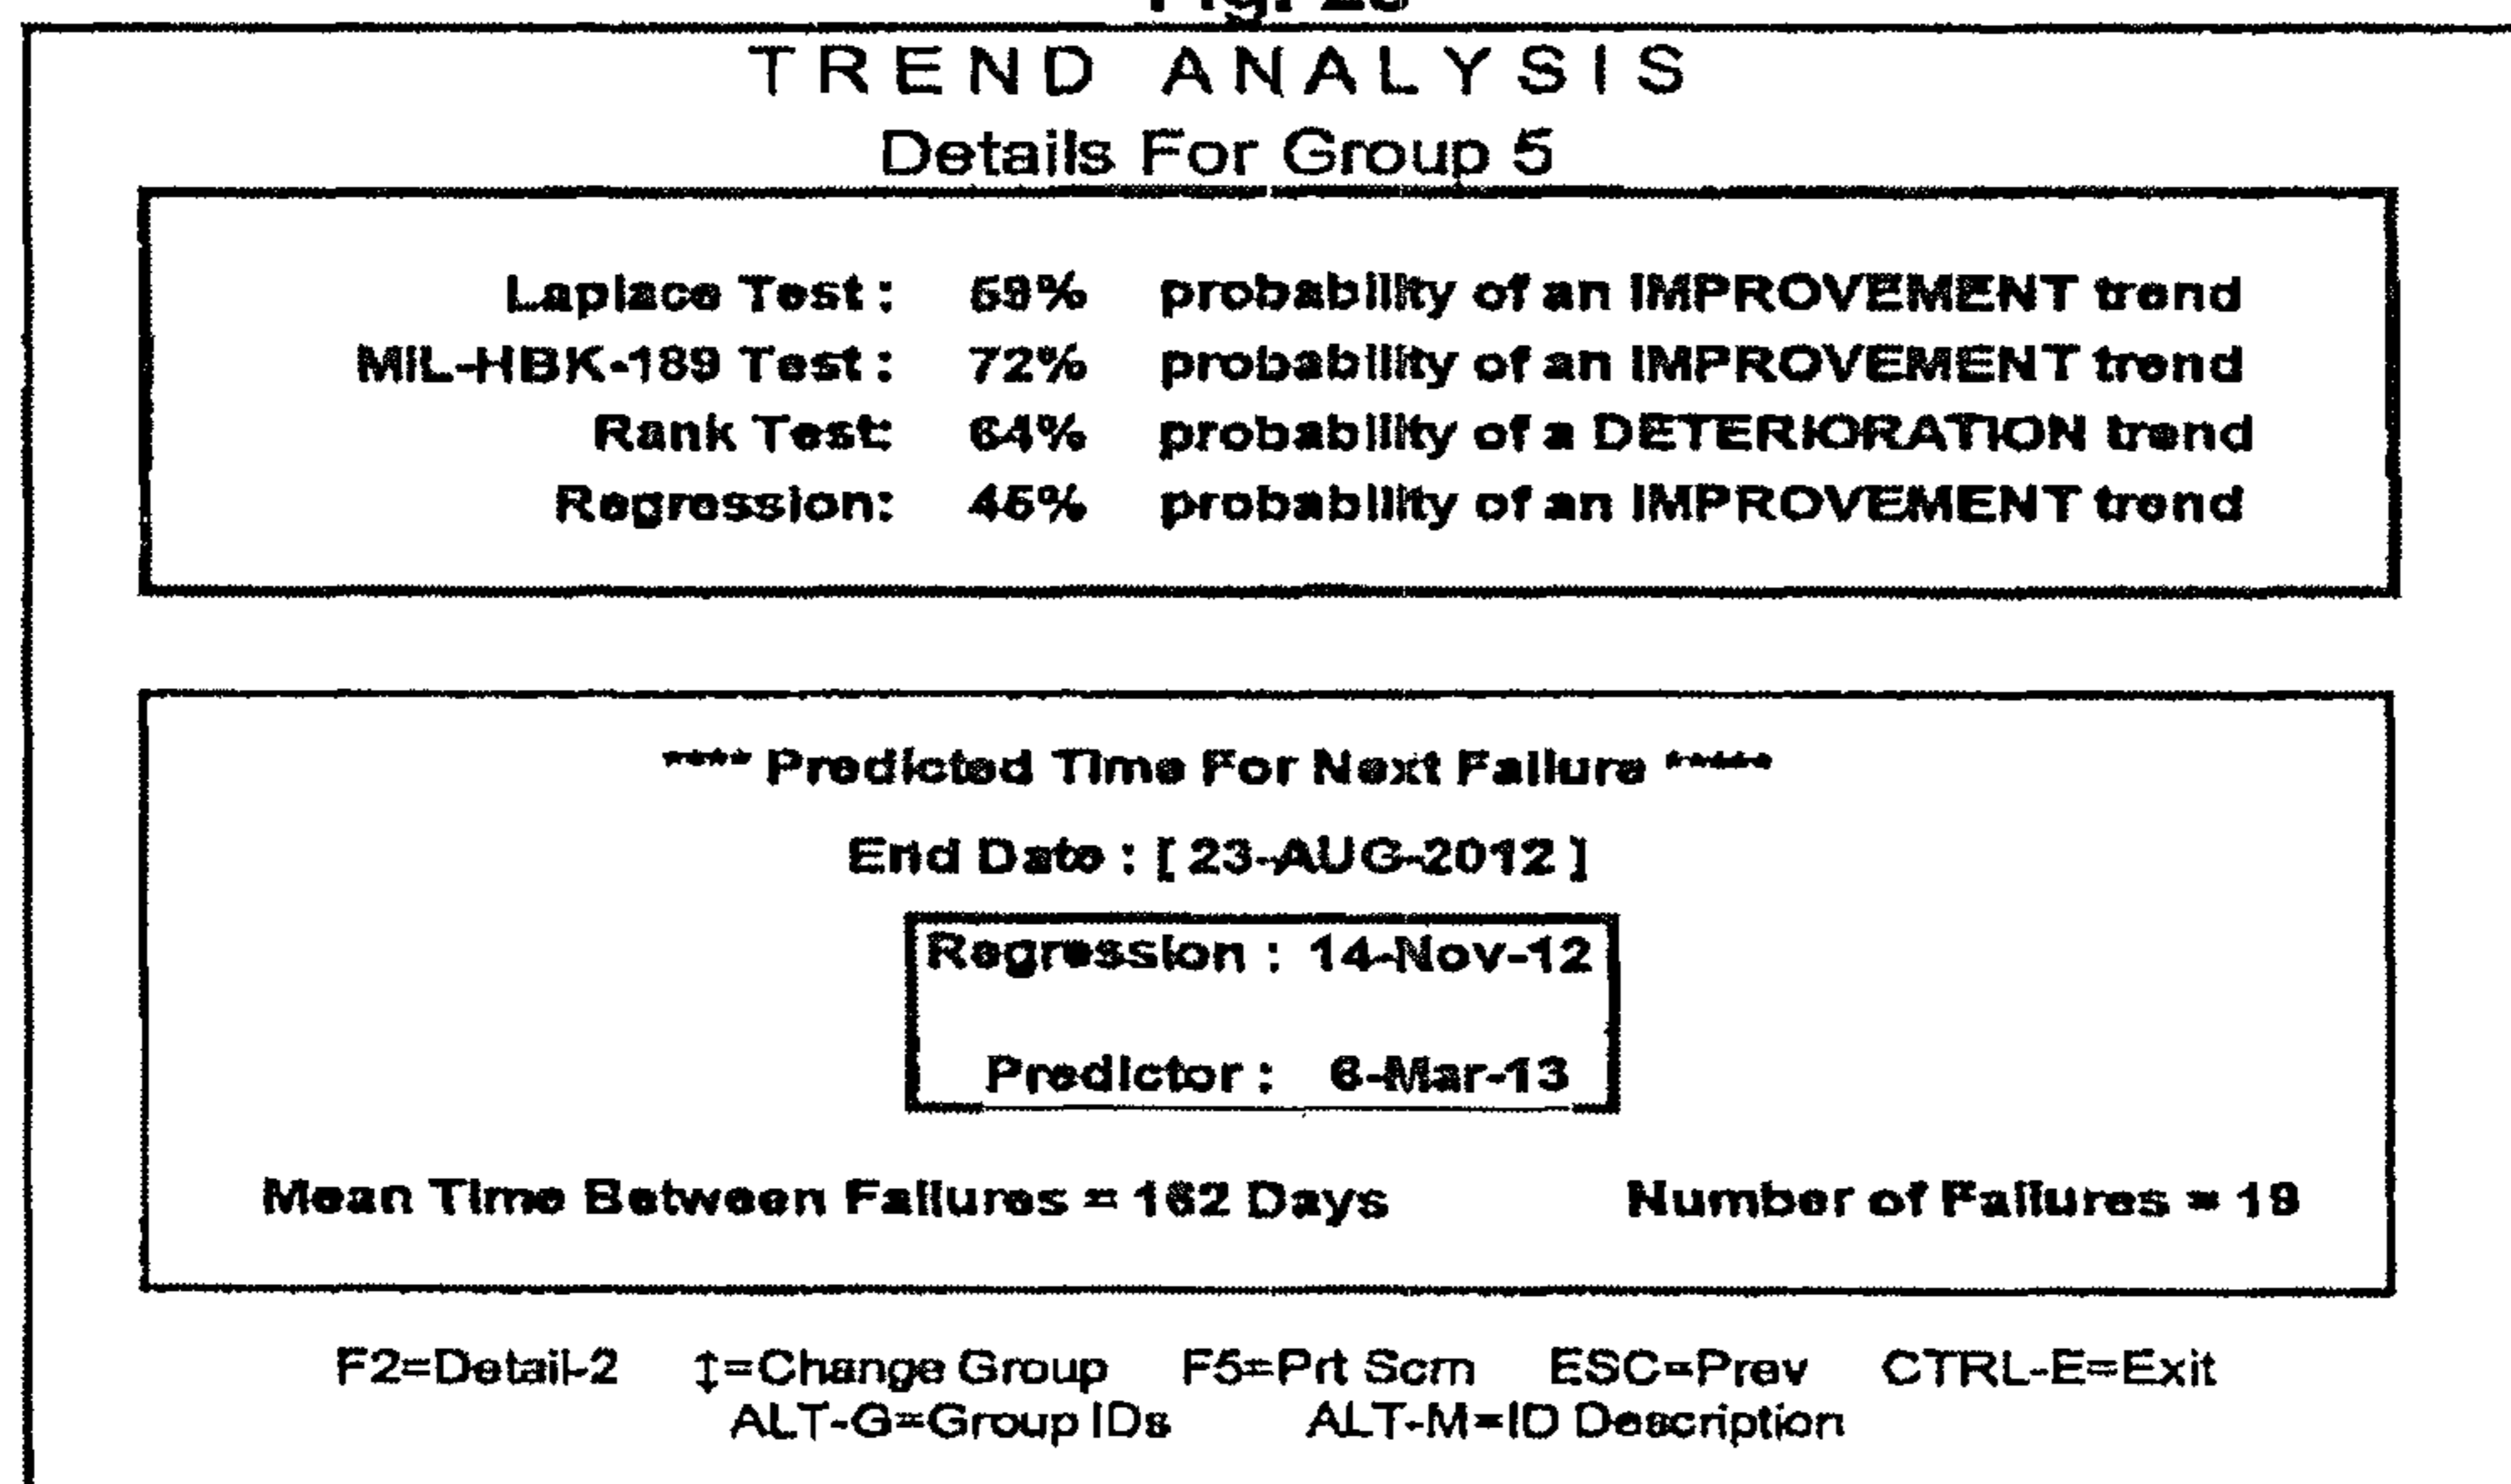 TREND ANALYSIS
Details For Group 5
Laplace Test : probability of an IMPROVEMENT trend
MIL-HBK-189 Test : 72% probability of an IMPROVEMENT trend
Rank Test: 64% probability of a DETERIORATION trend
Regression: probability of an IMPROVEMENT trend
**** Predicted Time For Next Failure *****
End Date : [ 23-AUG-2012 ]
Regression : 14-Nov-12
Predictor : 6-Mar-13
Mean Time Between Failures = 162 Days Number of Failures =
F2=Detail-2 ↕=Change Group F5=Prt Scrn ESC=Prev CTRL-E=Exit
ALT-G=Group IDs ALT-M=ID Description